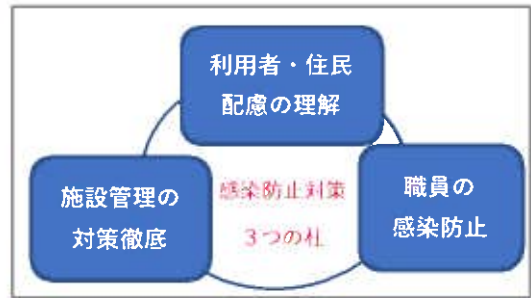 利用者・住民
配慮の理解
施設管理の
対策徹底
感染防止対策
3つの柱
職員の
感染防止